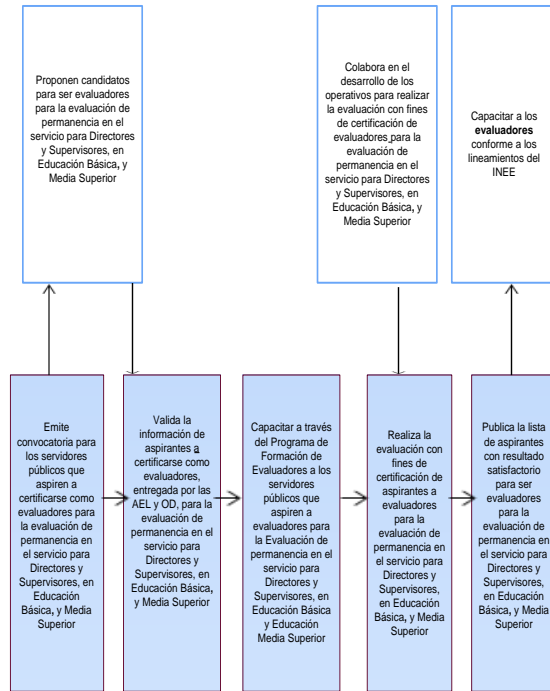 Proponen candidatos
para ser evaluadores
para la evaluación de
permanencia en el
servicio para Directores
y Supervisores, en
Educación Básica, y
Media Superior
Colabora en el
desarrollo de los
operativos para realizar
la evaluación con fines
de certificación de
evaluadores para la
evaluación de
permanencia en el
servicio para Directores
y Supervisores, en
Educación Básica, y
Media Superior
Capacitar a los
evaluadores
conforme a los
lineamientos del
INEE
Emite
convocatoria para
los servidores
públicos que
aspiren a
certificarse como
evaluadores para
la evaluación de
permanencia en
el servicio para
Directores y
Supervisores, en
Educación
Básica, y Media
Superior
Valida la
información de
aspirantes a
certificarse como
evaluadores,
entregada por las
AEL y OD, para la
evaluación de
permanencia en el
servicio para
Directores y
Supervisores, en
Educación Básica,
y Media Superior
Capacitar a través
del Programa de
Formación de
Evaluadores a los
servidores
públicos que
aspiren a
evaluadores para
la Evaluación de
permanencia en el
servicio para
Directores y
Supervisores, en
Educación Básica
y Educación
Media Superior
Realiza la
evaluación con
fines de
certificación de
aspirantes a
evaluadores
para la
evaluación de
permanencia en el
servicio para
Directores y
Supervisores,
en Educación
Básica, y Media
Superior
Publica la lista
de aspirantes
con resultado
satisfactorio
para ser
evaluadores
para la
evaluación de
permanencia en
el servicio para
Directores y
Supervisores,
en Educación
Básica, y Media
Superior